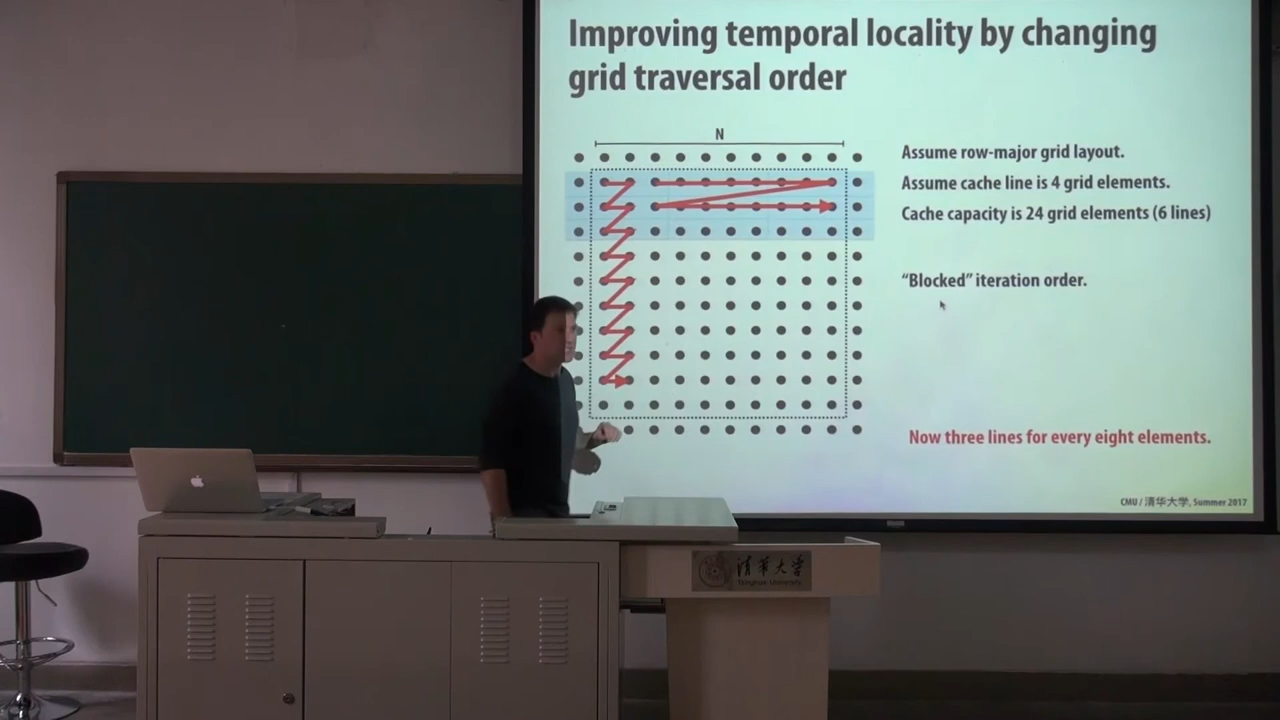 Improving temporal locality by changing
grid traversal order
N
Assume row-major grid layout.
Assume cache line is 4 grid elements.
Cache capacity is 24 grid elements (6 lines)
“Blocked” iteration order.
Now three lines for every eight elements.
CMU / 清华大学, Summer 2017
清华大学
Tsinghua University